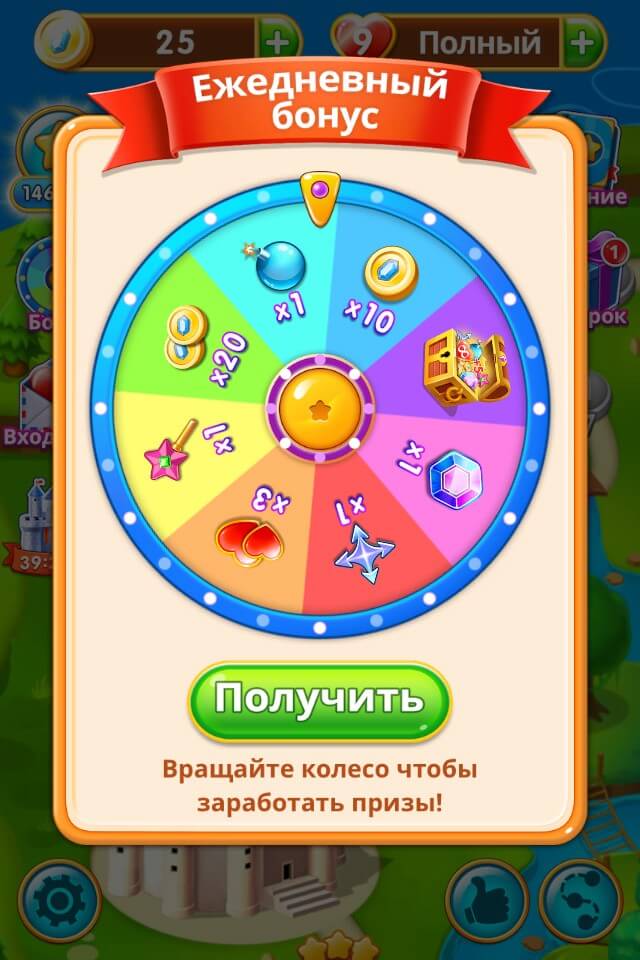 25
9
Полный
Ежедневный
бонус
146
ние
1
Бо
рок
Вход
39:
x1
x10
x20
x1
x1
x3
x1
Получить
Вращайте колесо чтобы
заработать призы!